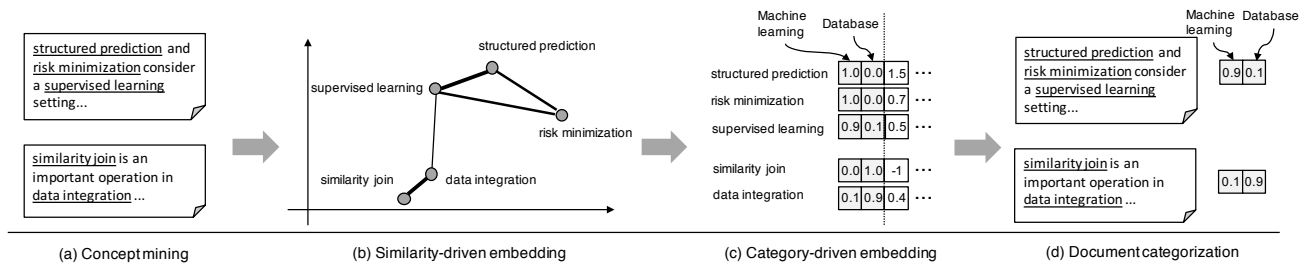 structured prediction and
risk minimization consider
a supervised learning
setting...
similarity join is an
important operation in
data integration ...
(a) Concept mining
structured prediction
supervised learning
risk minimization
similarity join
data integration
(b) Similarity-driven embedding
Machine
learning
Database
structured prediction 1.0 0.0 1.5 ...
risk minimization 1.0 0.0 0.7 ...
supervised learning 0.9 0.1 0.5 ...
similarity join 0.0 1.0 -1 ...
data integration 0.1 0.9 0.4 ...
(c) Category-driven embedding
Machine
learning
Database
structured prediction and
risk minimization consider
a supervised learning
setting...
0.9 0.1
similarity join is an
important operation in
data integration ...
0.1 0.9
(d) Document categorization